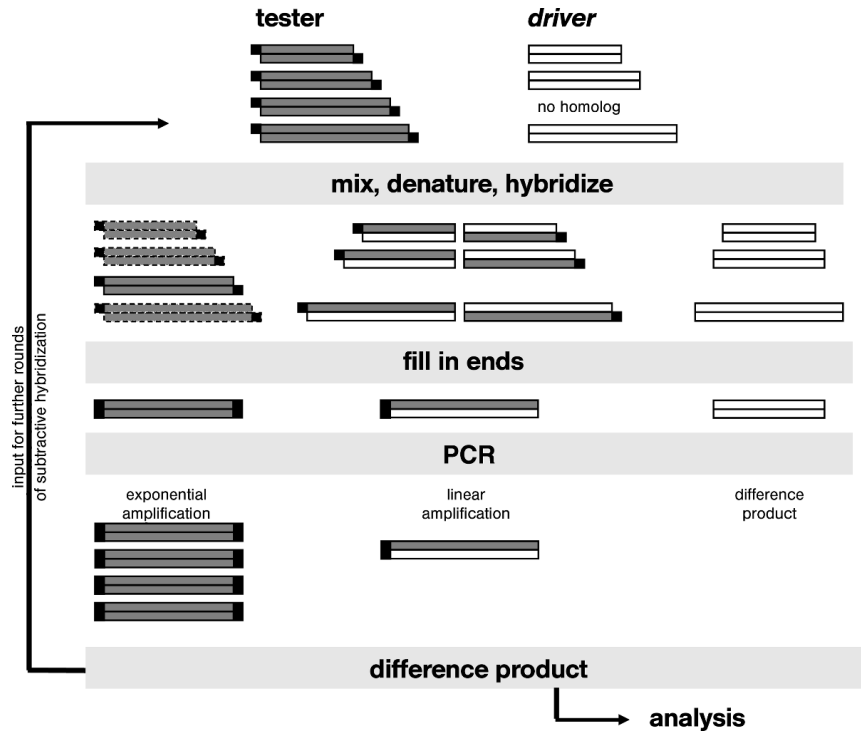 tester
driver
no homolog
mix, denature, hybridize
fill in ends
PCR
exponential
amplification
linear
amplification
difference
product
difference product
analysis
input for further rounds
of subtractive hybridization